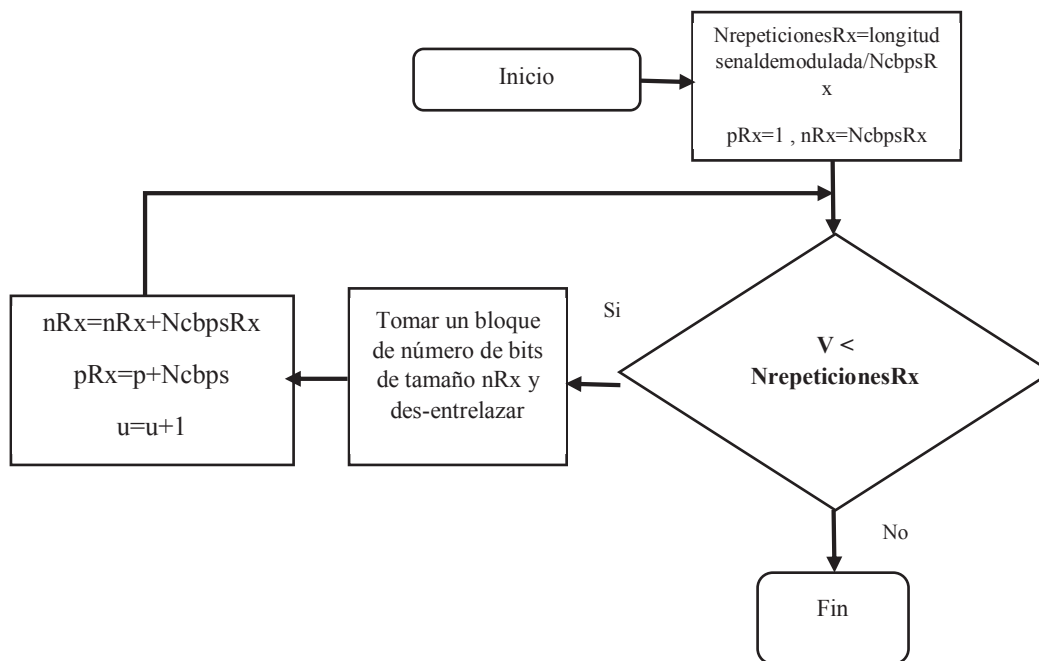 Inicio
NrepeticionesRx=longitud
senaldemodulada/NcbpsR
x
pRx=1 , nRx=NcbpsRx
V <
NrepeticionesRx
Si
Tomar un bloque
de número de bits
de tamaño nRx y
des-entrelazar
nRx=nRx+NcbpsRx
pRx=p+Ncbps
u=u+1
No
Fin